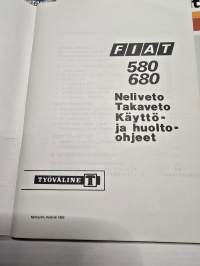 FIAT
580
680
Neliveto
Takaveto
Käyttö-
ja huolto-
ohjeet
TYÖVÄLINE